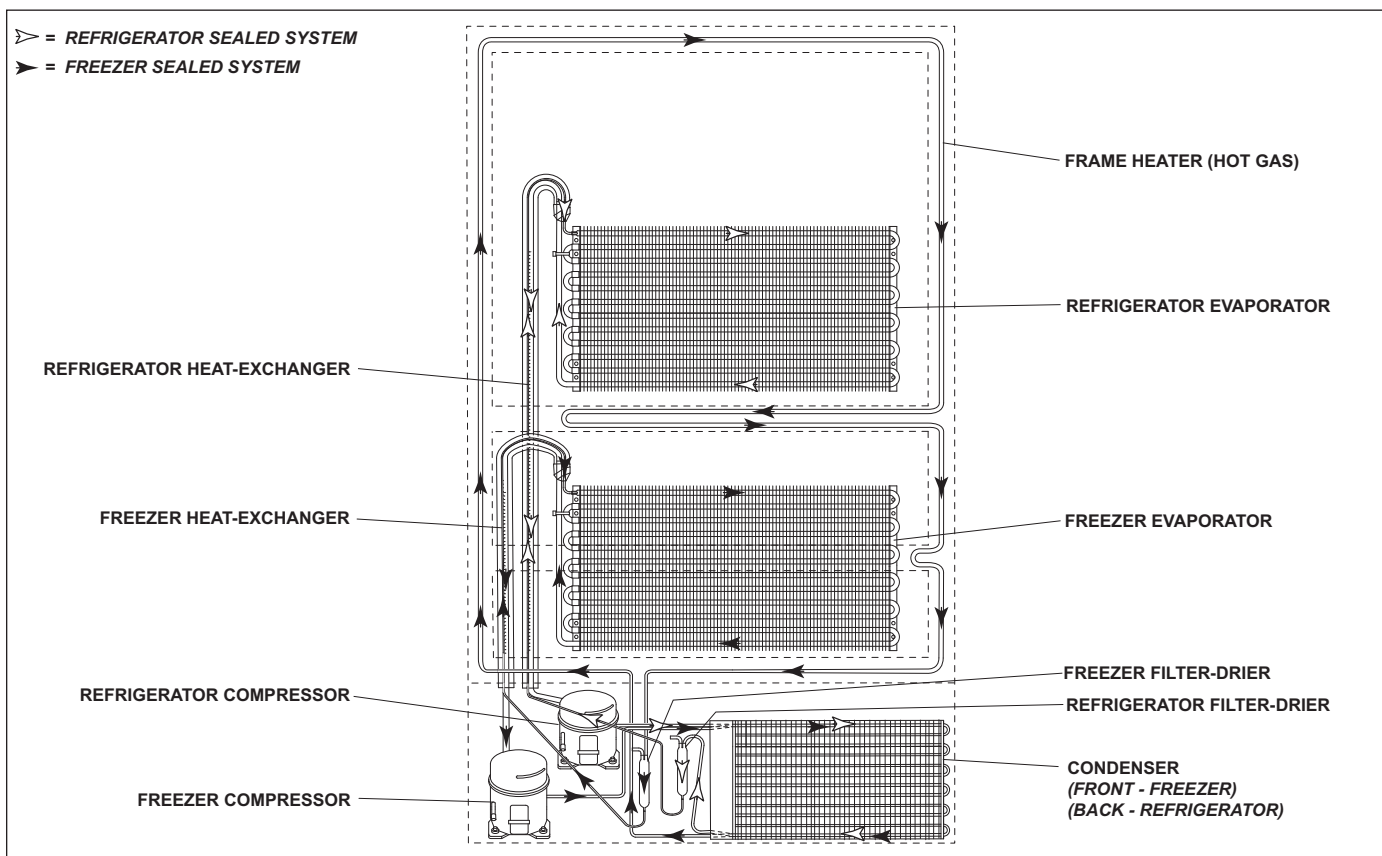 = REFRIGERATOR SEALED SYSTEM
= FREEZER SEALED SYSTEM
FRAME HEATER (HOT GAS)
REFRIGERATOR EVAPORATOR
REFRIGERATOR HEAT-EXCHANGER
FREEZER HEAT-EXCHANGER
FREEZER EVAPORATOR
FREEZER FILTER-DRIER
REFRIGERATOR COMPRESSOR
REFRIGERATOR FILTER-DRIER
CONDENSER
(FRONT - FREEZER)
(BACK - REFRIGERATOR)
FREEZER COMPRESSOR